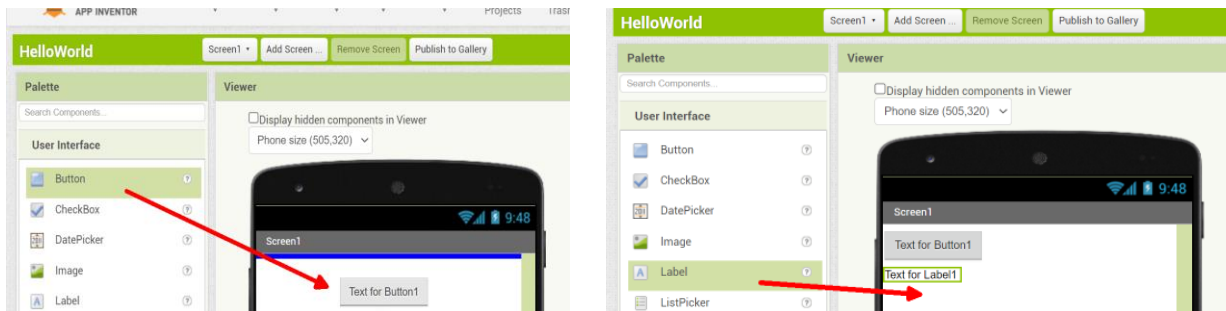 APP INVENTOR
Projects
HelloWorld
Screen1
Add Screen ...
Remove Screen
Publish to Gallery
Palette
Viewer
Search Components...
Display hidden components in Viewer
User Interface
Phone size (505,320)
Button
CheckBox
9:48
DatePicker
Screen1
Image
Text for Button1
Label
HelloWorld
Screen1
Add Screen ...
Remove Screen
Publish to Gallery
Palette
Viewer
Search Components...
Display hidden components in Viewer
User Interface
Phone size (505,320)
Button
CheckBox
9:48
DatePicker
Screen1
Image
Text for Button1
Label
Text for Label1
ListPicker